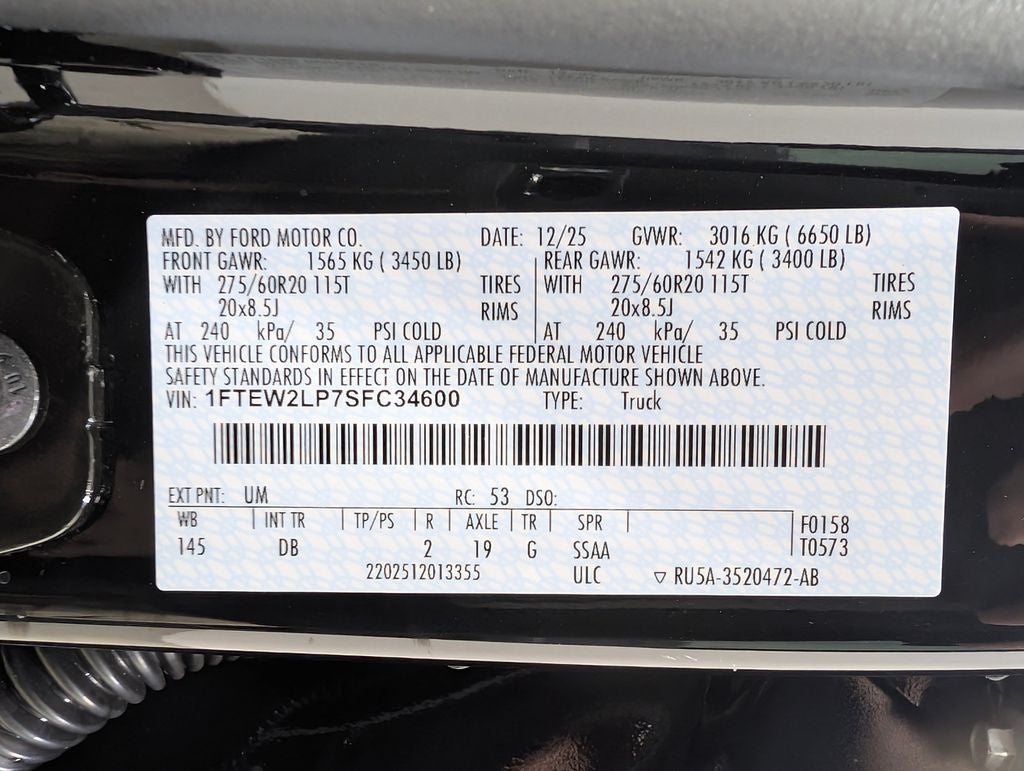 MFD. BY FORD MOTOR CO. DATE: 12/25 GVWR: 3016 KG ( 6650 LB)
FRONT GAWR: 1565 KG ( 3450 LB) REAR GAWR: 1542 KG ( 3400 LB)
WITH 275/60R20 115T TIRES WITH 275/60R20 115T TIRES
20x8.5J RIMS 20x8.5J RIMS
AT 240 kPa/ 35 PSI COLD AT 240 kPa/ 35 PSI COLD
THIS VEHICLE CONFORMS TO ALL APPLICABLE FEDERAL MOTOR VEHICLE
SAFETY STANDARDS IN EFFECT ON THE DATE OF MANUFACTURE SHOWN ABOVE.
VIN: 1FTEW2LP7SFC34600 TYPE: Truck
EXT PNT: UM RC: 53 DSO:
WB INT TR TP/PS R AXLE TR SPR F0158
145 DB 2 19 G SSAA T0573
2202512013355 ULC ▽ RU5A-3520472-AB